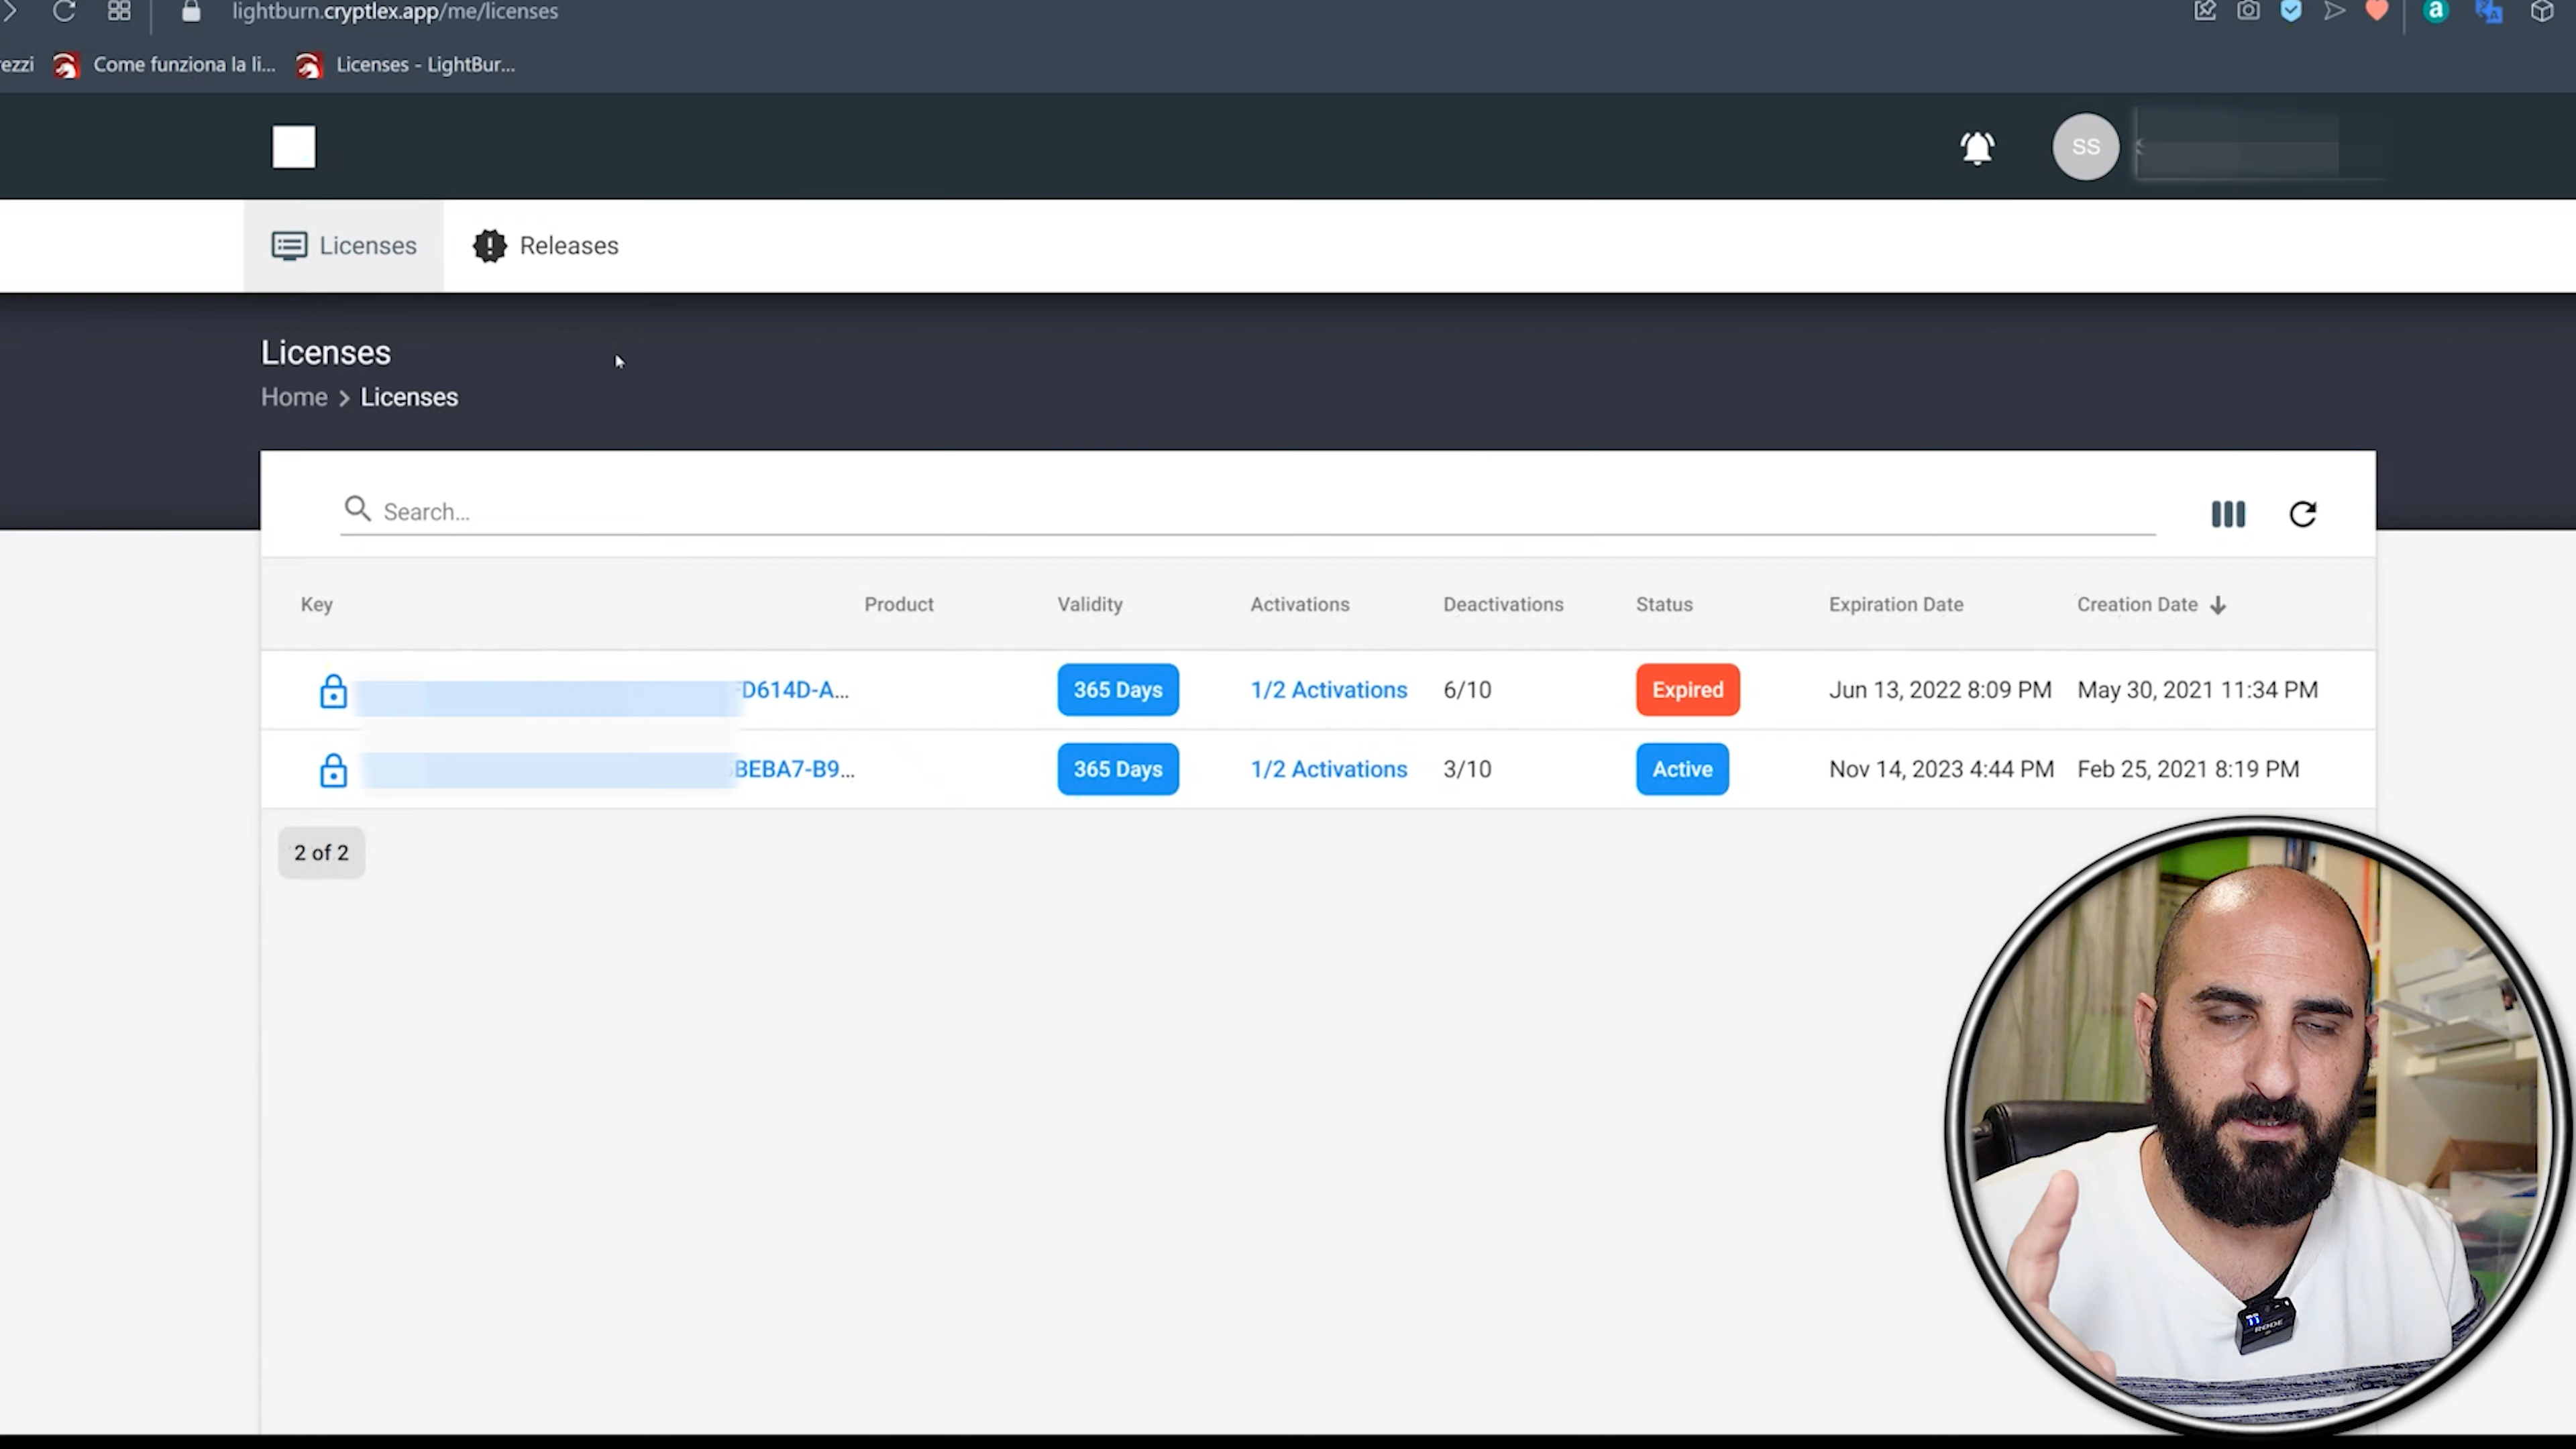 lightburn.cryptlex.app/me/licenses
ezzi
Come funziona la li...
Licenses - LightBur...
a
SS
Licenses
Releases
Licenses
Home > Licenses
Search...
Key Product Validity Activations Deactivations Status Expiration Date Creation Date
D614D-A... 365 Days 1/2 Activations 6/10 Expired Jun 13, 2022 8:09 PM May 30, 2021 11:34 PM
BEBA7-B9... 365 Days 1/2 Activations 3/10 Active Nov 14, 2023 4:44 PM Feb 25, 2021 8:19 PM
2 of 2
RØDE